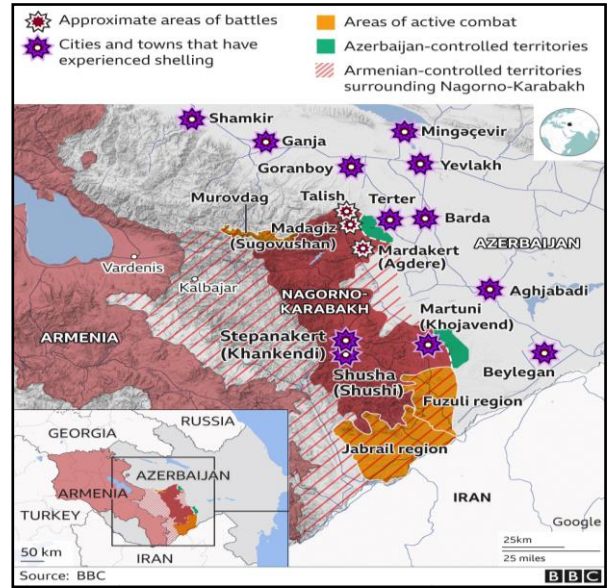 Approximate areas of battles
Cities and towns that have
experienced shelling
Areas of active combat
Azerbaijan-controlled territories
Armenian-controlled territories
surrounding Nagorno-Karabakh
Shamkir
Mingəçevir
Ganja
Goranboy
Yevlakh
Murovdag
Talish
Terter
Madagiz
(Sugovushan)
Barda
Mardakert
(Agdere)
AZERBAIJAN
Vardenis
Kalbajar
NAGORNO-
KARABAKH
Aghjabadi
ARMENIA
Martuni
(Khojavend)
Stepanakert
(Khankendi)
Shusha
(Shushi)
Beylegan
Fuzuli region
Jabrail region
IRAN
GEORGIA
RUSSIA
AZERBAIJAN
ARMENIA
TURKEY
IRAN
50 km
Google
25km
25 miles
Source: BBC
BBC